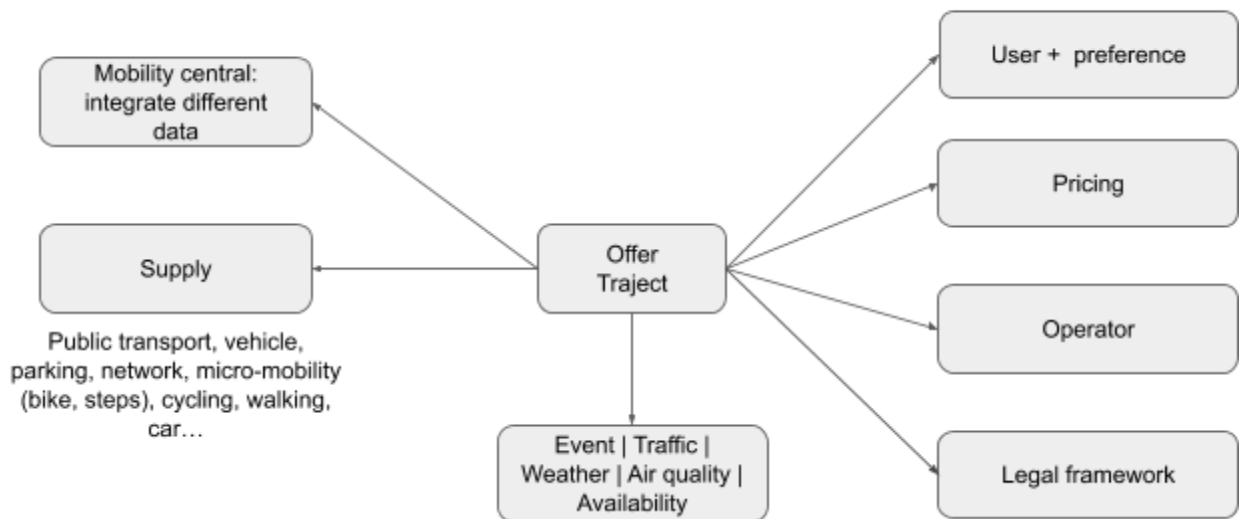 Mobility central:
integrate different
data
Supply
Public transport, vehicle,
parking, network, micro-mobility
(bike, steps), cycling, walking,
car…
Offer
Traject
Event | Traffic |
Weather | Air quality |
Availability
User +  preference
Pricing
Operator
Legal framework